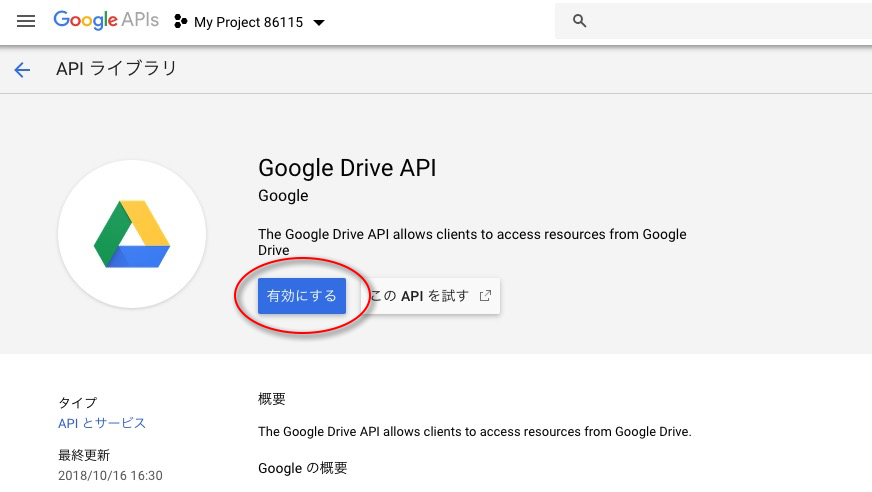 Google APIs My Project 86115
API ライブラリ
Google Drive API
Google
The Google Drive API allows clients to access resources from Google
Drive
有効にする この API を試す
タイプ
API とサービス
最終更新
2018/10/16 16:30
概要
The Google Drive API allows clients to access resources from Google Drive.
Google の概要